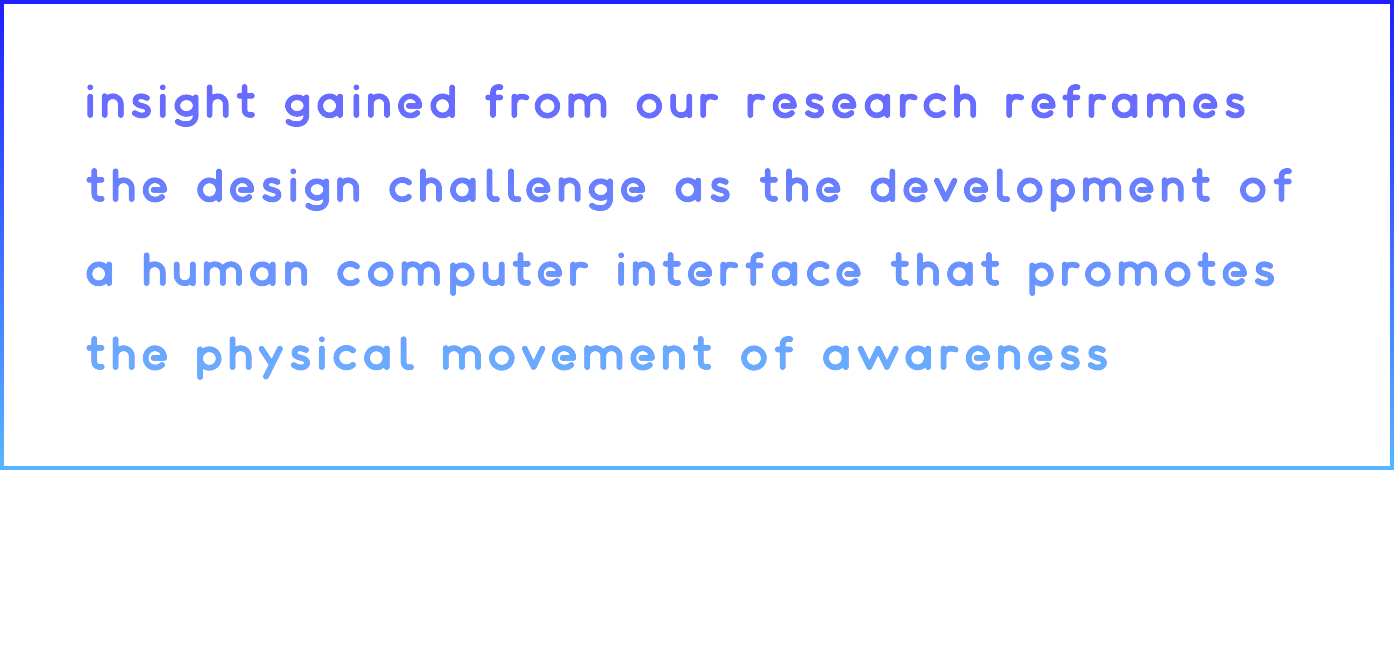 insight gained from our research reframes
the design challenge as the development of
a human computer interface that promotes
the physical movement of awareness